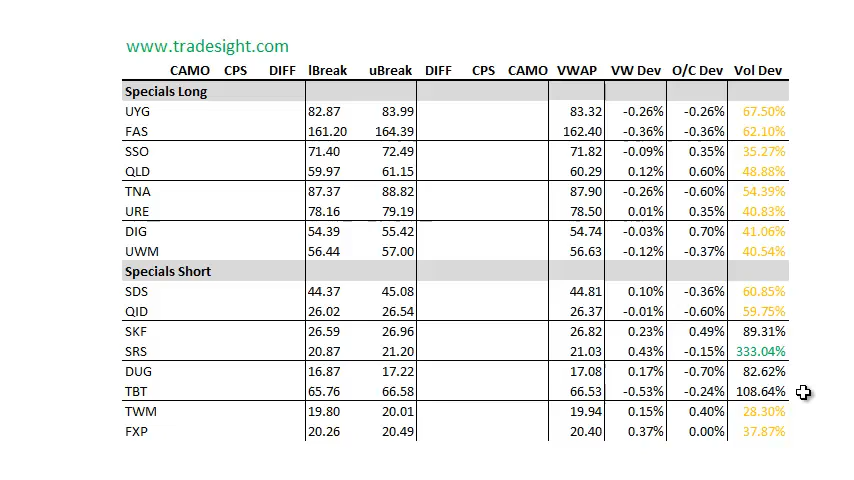 www.tradesight.com
CAMO CPS DIFF lBreak uBreak DIFF CPS CAMO VWAP VW Dev O/C Dev Vol Dev
Specials Long
UYG 82.87 83.99 83.32 -0.26% -0.26% 67.50%
FAS 161.20 164.39 162.40 -0.36% -0.36% 62.10%
SSO 71.40 72.49 71.82 -0.09% 0.35% 35.27%
QLD 59.97 61.15 60.29 0.12% 0.60% 48.88%
TNA 87.37 88.82 87.90 -0.26% -0.60% 54.39%
URE 78.16 79.19 78.50 0.01% 0.35% 40.83%
DIG 54.39 55.42 54.74 -0.03% 0.70% 41.06%
UWM 56.44 57.00 56.63 -0.12% -0.37% 40.54%
Specials Short
SDS 44.37 45.08 44.81 0.10% -0.36% 60.85%
QID 26.02 26.54 26.37 -0.01% -0.60% 59.75%
SKF 26.59 26.96 26.82 0.23% 0.49% 89.31%
SRS 20.87 21.20 21.03 0.43% -0.15% 333.04%
DUG 16.87 17.22 17.08 0.17% -0.70% 82.62%
TBT 65.76 66.58 66.53 -0.53% -0.24% 108.64%
TWM 19.80 20.01 19.94 0.15% 0.40% 28.30%
FXP 20.26 20.49 20.40 0.37% 0.00% 37.87%